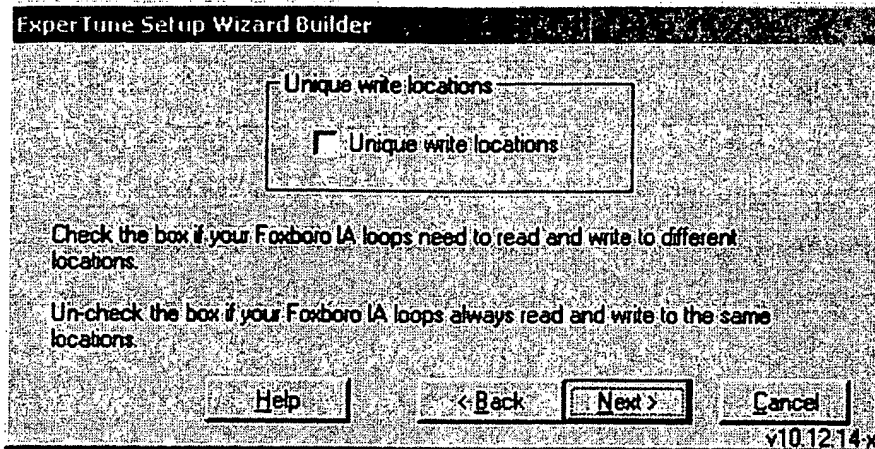 ExperTune Setup Wizard Builder
Unique write locations
Unique write locations
Check the box if your Foxboro IA loops need to read and write to different
locations.
Un-check the box if your Foxboro IA loops always read and write to the same
locations.
Help
< Back
Next >
Cancel
v10.12.14-x